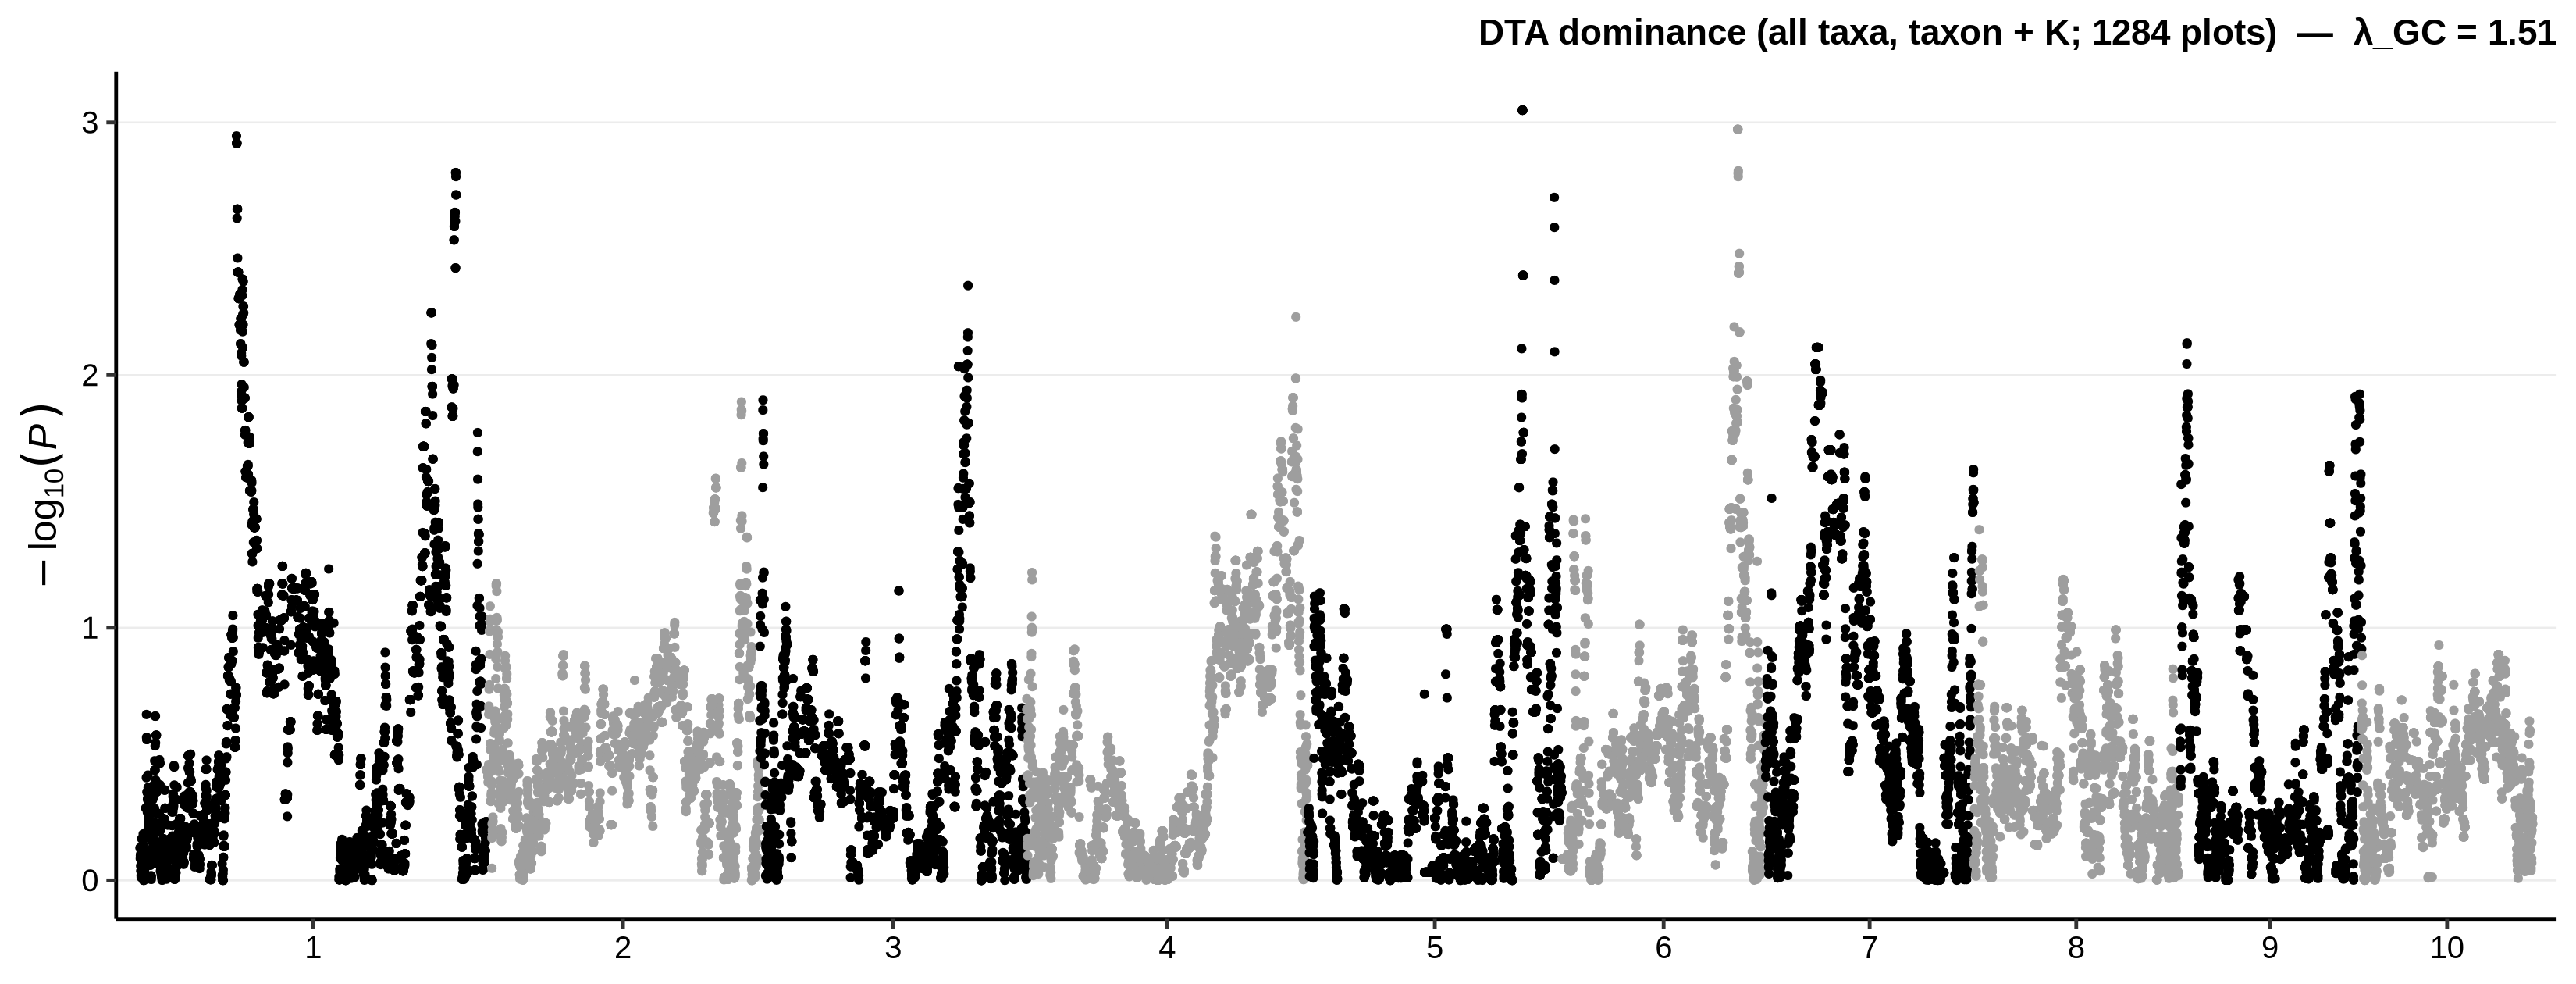 DTA dominance (all taxa, taxon + K; 1284 plots) — λ_GC = 1.51
− log10(P)
3
2
1
0
1 2 3 4 5 6 7 8 9 10